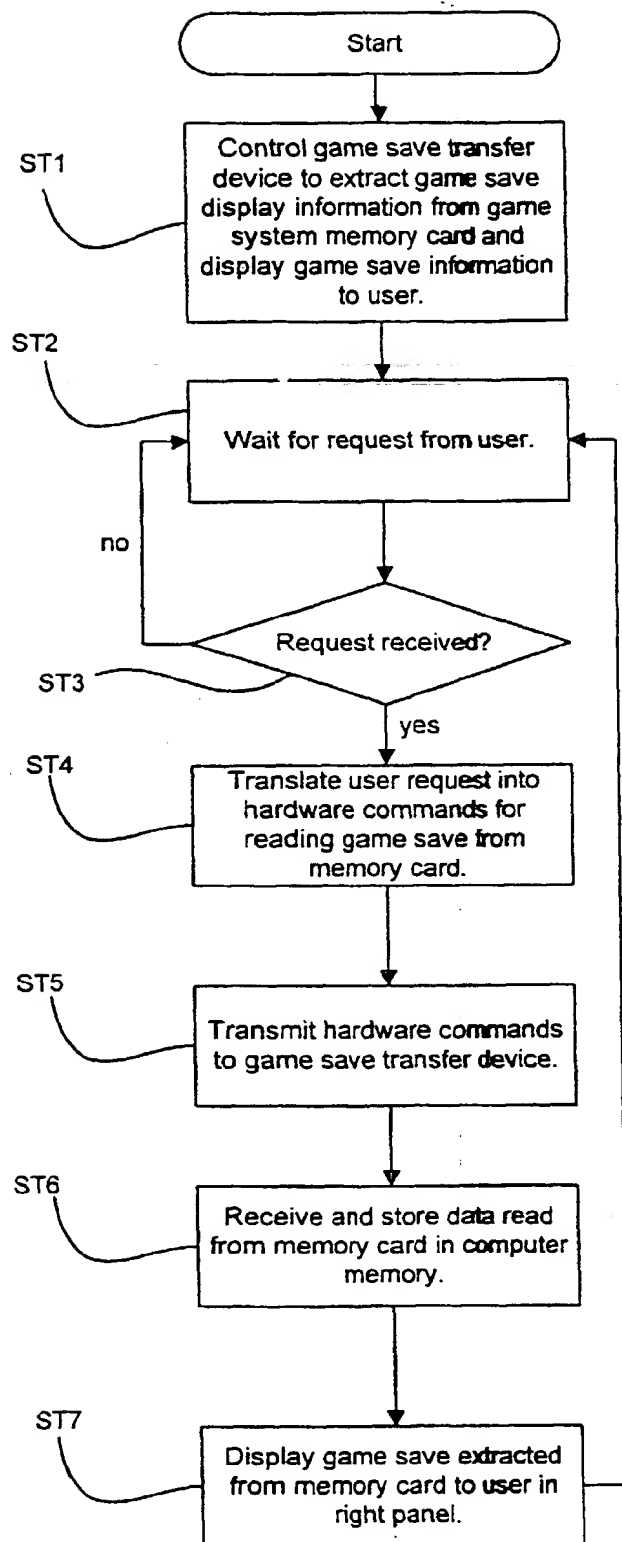 Start
ST1
Control game save transfer
device to extract game save
display information from game
system memory card and
display game save information
to user.
ST2
Wait for request from user.
no
Request received?
ST3
yes
ST4
Translate user request into
hardware commands for
reading game save from
memory card.
ST5
Transmit hardware commands
to game save transfer device.
ST6
Receive and store data read
from memory card in computer
memory.
ST7
Display game save extracted
from memory card to user in
right panel.